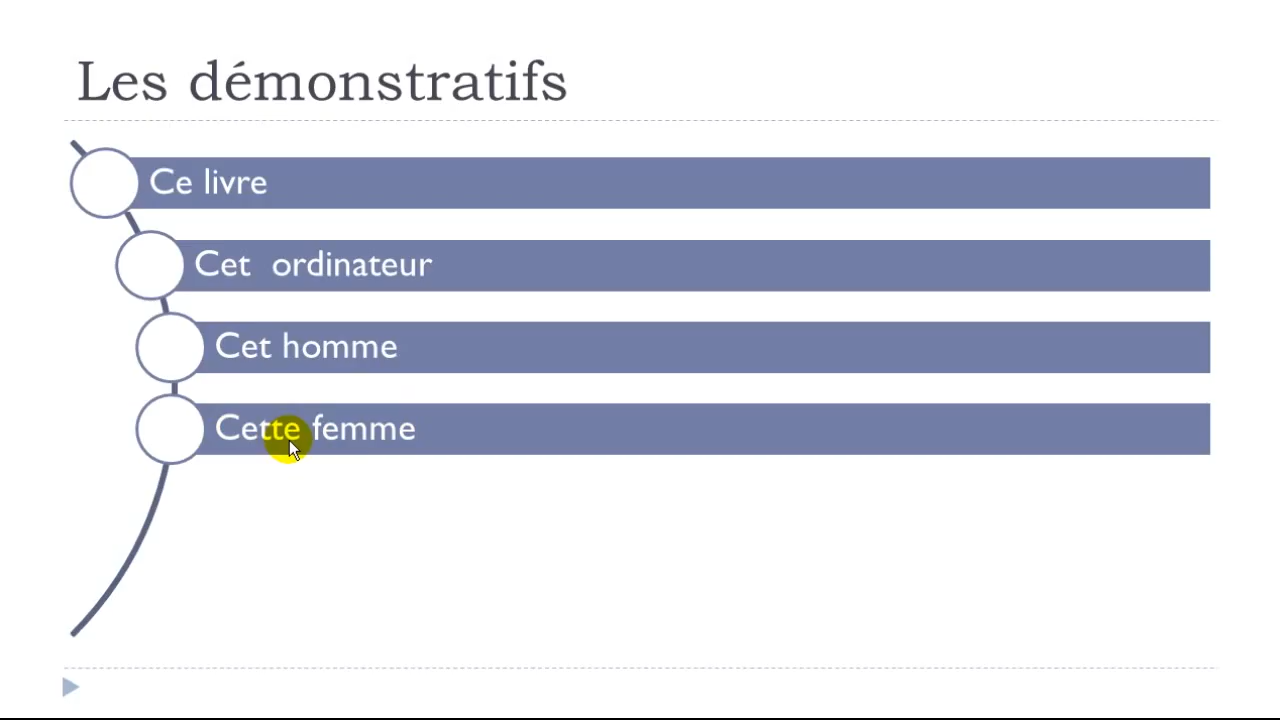 Les démonstratifs
Ce livre
Cet  ordinateur
Cet homme
Cette femme